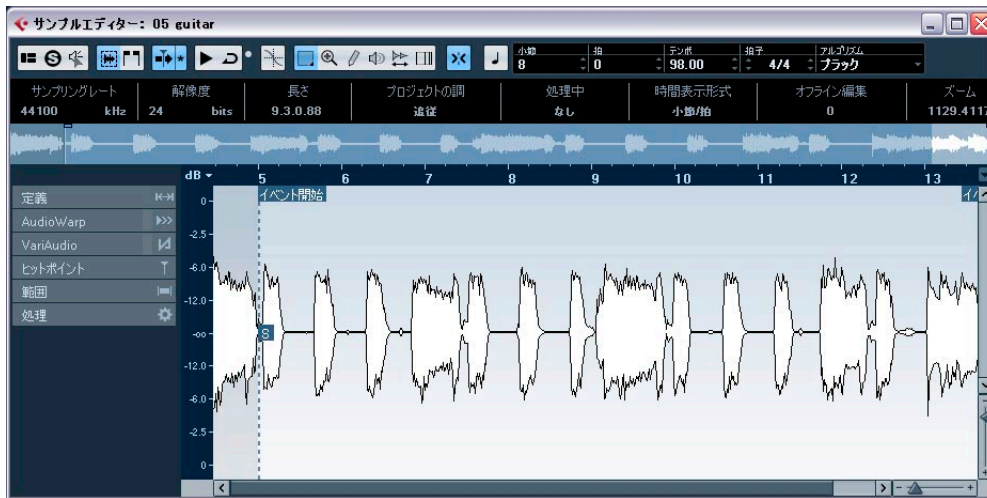 サンプルエディター: 05 guitar
小節 拍 テンポ 拍子 アルゴリズム
8 0 98.00 4/4 ブラック
サンプリングレート 解像度 長さ プロジェクトの調 処理中 時間表示形式 オフライン編集 ズーム
44100 kHz 24 bits 9.3.0.88 追従 なし 小節/拍 0 1129.4117
dB 5 6 7 8 9 10 11 12 13
イベント開始 イベ
定義
AudioWarp
VariAudio
ヒットポイント
範囲
処理
0
-2.5
-6.0
-12.0
-∞
S
-12.0
-6.0
-2.5
0